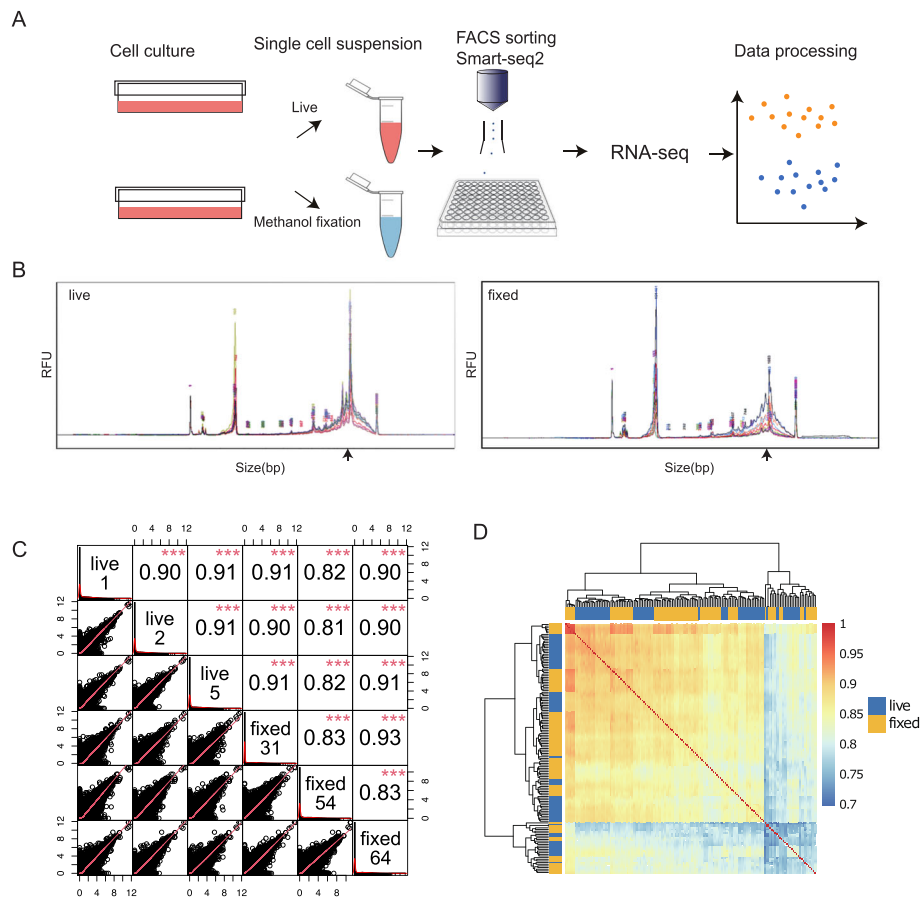 A
Cell culture
Single cell suspension
FACS sorting
Smart-seq2
Data processing
Live
Methanol fixation
RNA-seq
B
live
RFU
Size(bp)
fixed
RFU
Size(bp)
C
0 4 8 12
0 4 8 12
0 4 8 12
live
1
*** 0.90
*** 0.91
*** 0.91
*** 0.82
*** 0.90
0 4 8 12
0 4 8 12
live
2
*** 0.91
*** 0.90
*** 0.81
*** 0.90
live
5
*** 0.91
*** 0.82
*** 0.91
0 4 8 12
0 4 8 12
fixed
31
*** 0.83
*** 0.93
fixed
54
*** 0.83
0 4 8
0 4 8 12
fixed
64
0 4 8
0 4 8 12
0 4 8 12
D
1
0.95
0.9
0.85
0.8
0.75
0.7
live
fixed